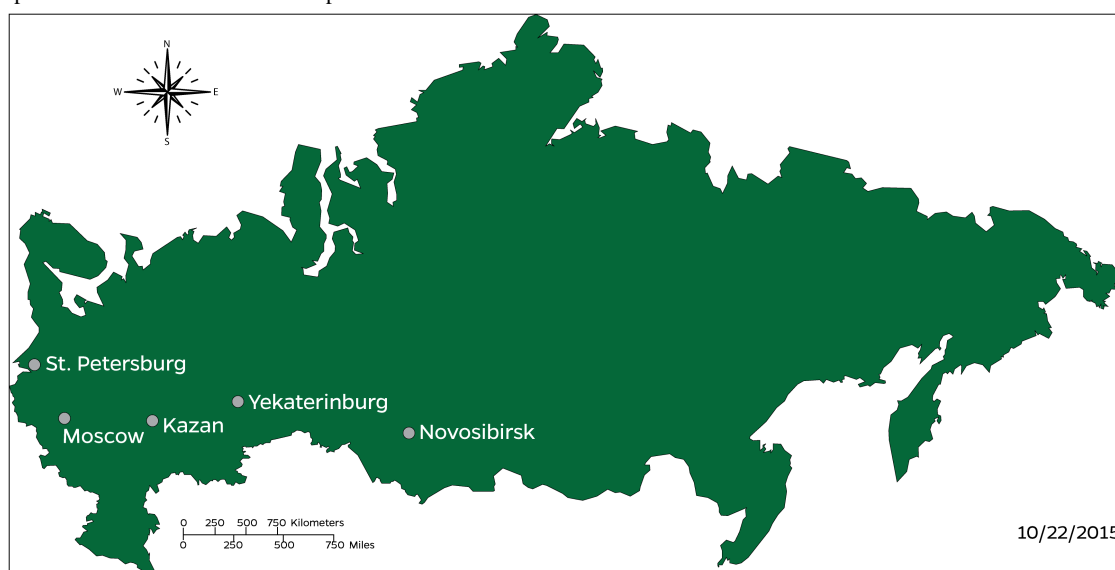 N
W E
S
St. Petersburg
Yekaterinburg
Kazan
Moscow
Novosibirsk
0 250 500 750 Kilometers
0 250 500 750 Miles
10/22/2015